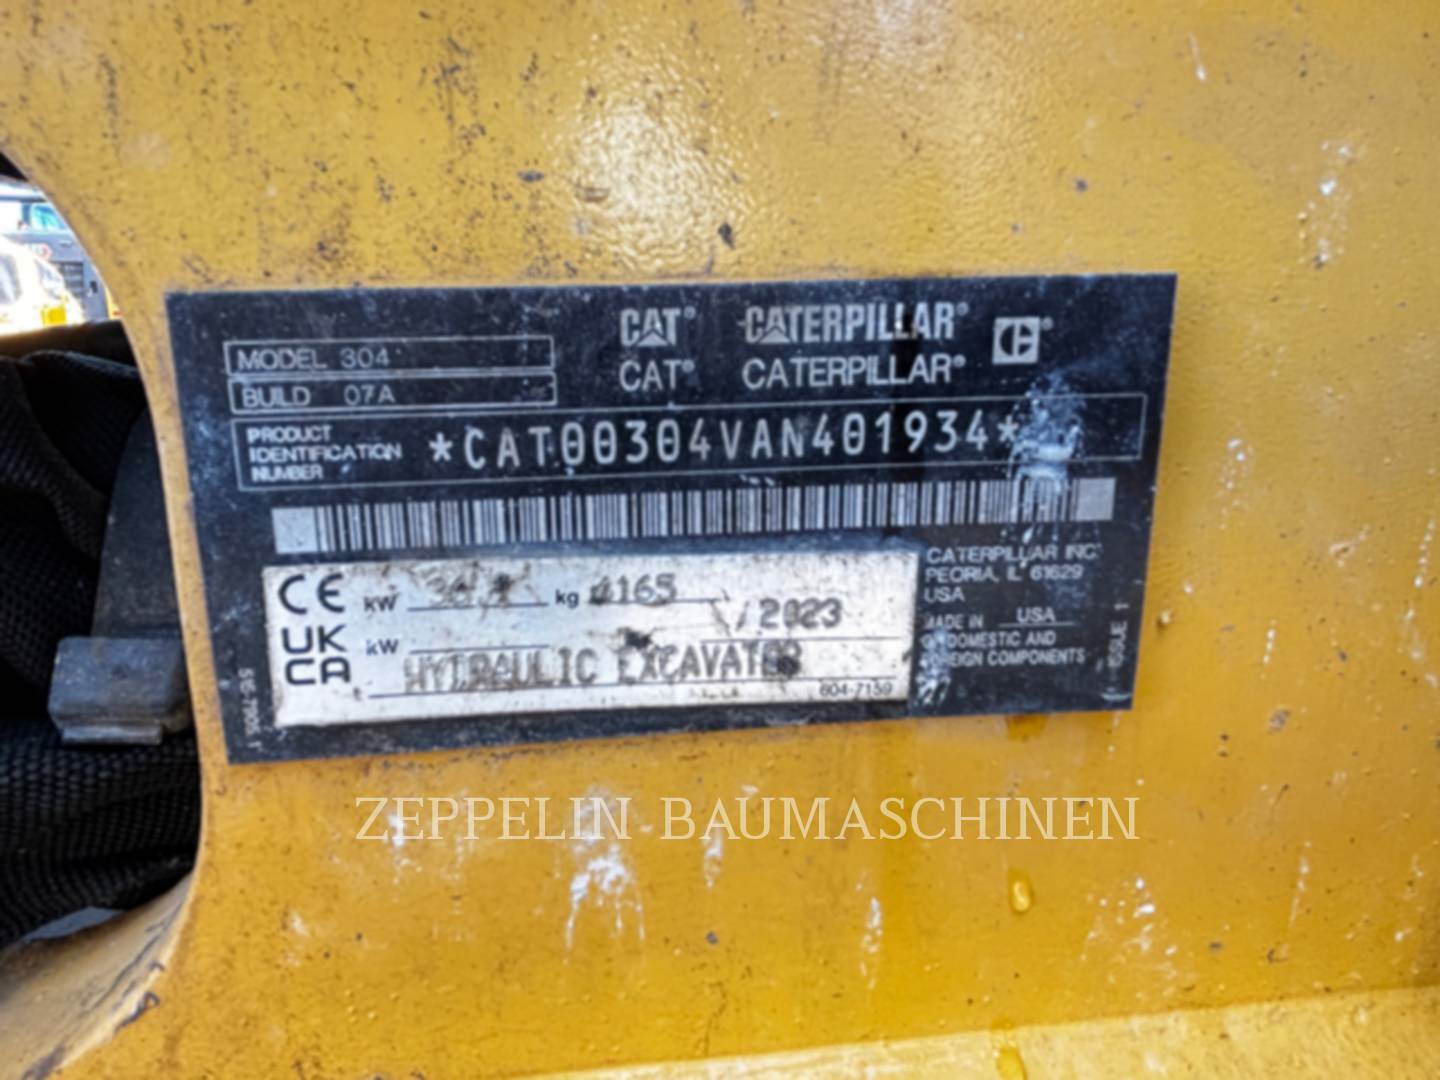 MODEL 304
BUILD 07A
CAT® CATERPILLAR®
CAT® CATERPILLAR®
PRODUCT IDENTIFICATION NUMBER
*CAT00304VAN401934*
CE kW kg 4165
/2023
UKCA kW
HYDRAULIC EXCAVATOR
604-7159
CATERPILLAR INC.
PEORIA, IL 61629
USA
MADE IN USA
OF DOMESTIC AND
FOREIGN COMPONENTS
ISSUE 1
ZEPPELIN BAUMASCHINEN